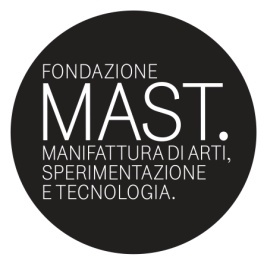 FONDAZIONE
MAST.
MANIFATTURA DI ARTI,
SPERIMENTAZIONE
E TECNOLOGIA.